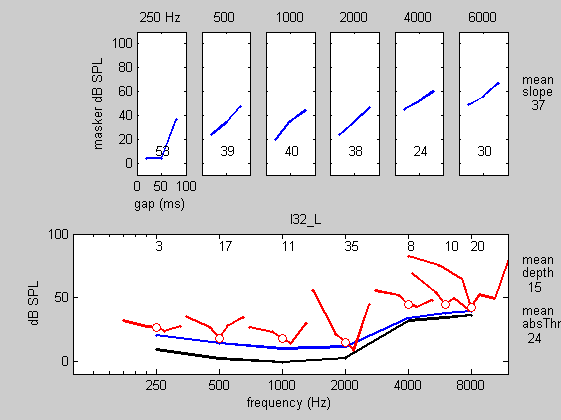 250 Hz 500 1000 2000 4000 6000
masker dB SPL
100
80
60
40
20
0
53 39 40 38 24 30
0 50 100
gap (ms)
mean
slope
37
I32_L
dB SPL
100
50
0
3 17 11 35 8 10 20
250 500 1000 2000 4000 8000
frequency (Hz)
mean
depth
15
mean
absThr
24